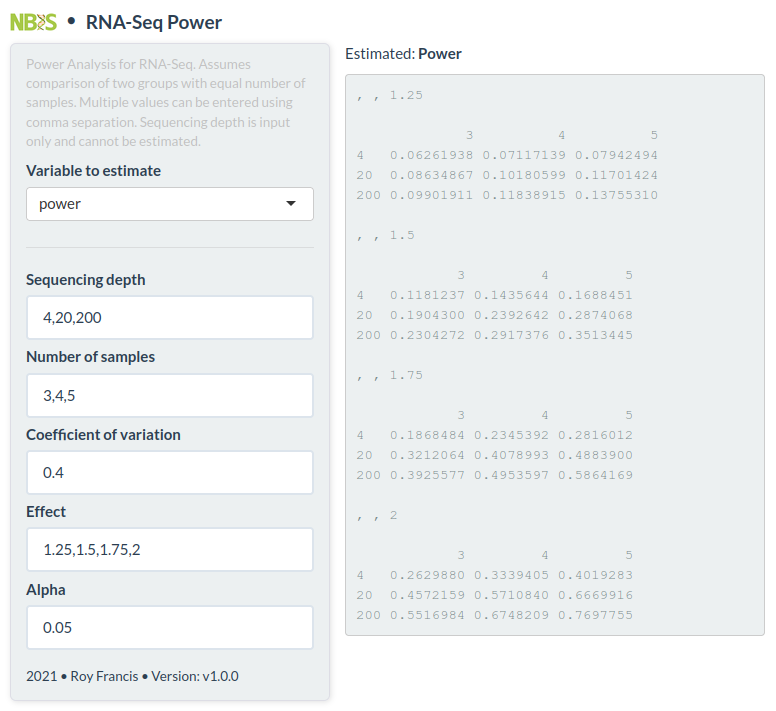 NBIS • RNA-Seq Power
Power Analysis for RNA-Seq. Assumes
comparison of two groups with equal number of
samples. Multiple values can be entered using
comma separation. Sequencing depth is input
only and cannot be estimated.
Variable to estimate
power
Sequencing depth
4,20,200
Number of samples
3,4,5
Coefficient of variation
0.4
Effect
1.25,1.5,1.75,2
Alpha
0.05
2021 • Roy Francis • Version: v1.0.0
Estimated: Power
, , 1.25
3 4 5
4 0.06261938 0.07117139 0.07942494
20 0.08634867 0.10180599 0.11701424
200 0.09901911 0.11838915 0.13755310
, , 1.5
3 4 5
4 0.1181237 0.1435644 0.1688451
20 0.1904300 0.2392642 0.2874068
200 0.2304272 0.2917376 0.3513445
, , 1.75
3 4 5
4 0.1868484 0.2345392 0.2816012
20 0.3212064 0.4078993 0.4883900
200 0.3925577 0.4953597 0.5864169
, , 2
3 4 5
4 0.2629880 0.3339405 0.4019283
20 0.4572159 0.5710840 0.6669916
200 0.5516984 0.6748209 0.7697755